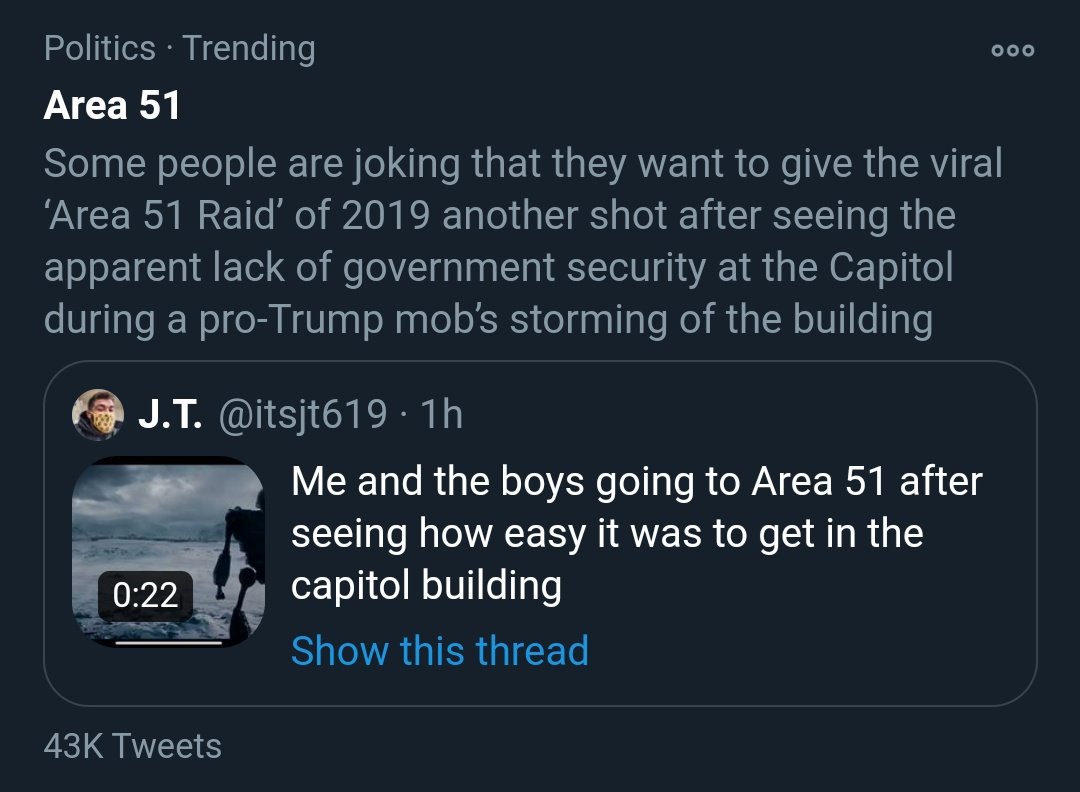 Politics · Trending
Area 51
Some people are joking that they want to give the viral
‘Area 51 Raid’ of 2019 another shot after seeing the
apparent lack of government security at the Capitol
during a pro-Trump mob’s storming of the building
J.T. @itsjt619 · 1h
Me and the boys going to Area 51 after
seeing how easy it was to get in the
capitol building
0:22
Show this thread
43K Tweets